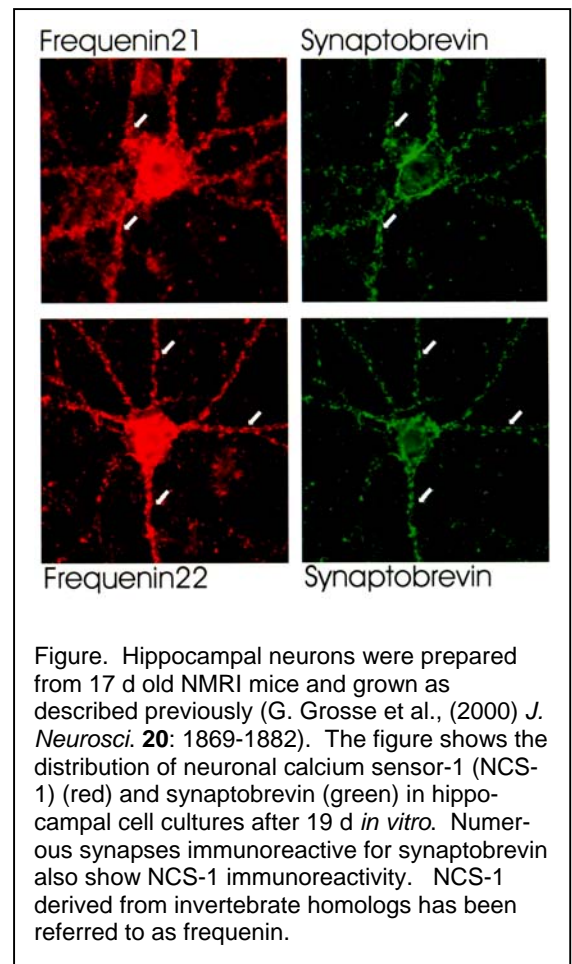 Frequenin21 Synaptobrevin
Frequenin22 Synaptobrevin
Figure. Hippocampal neurons were prepared
from 17 d old NMRI mice and grown as
described previously (G. Grosse et al., (2000) J.
Neurosci. 20: 1869-1882). The figure shows the
distribution of neuronal calcium sensor-1 (NCS-
1) (red) and synaptobrevin (green) in hippo-
campal cell cultures after 19 d in vitro. Numer-
ous synapses immunoreactive for synaptobrevin
also show NCS-1 immunoreactivity. NCS-1
derived from invertebrate homologs has been
referred to as frequenin.